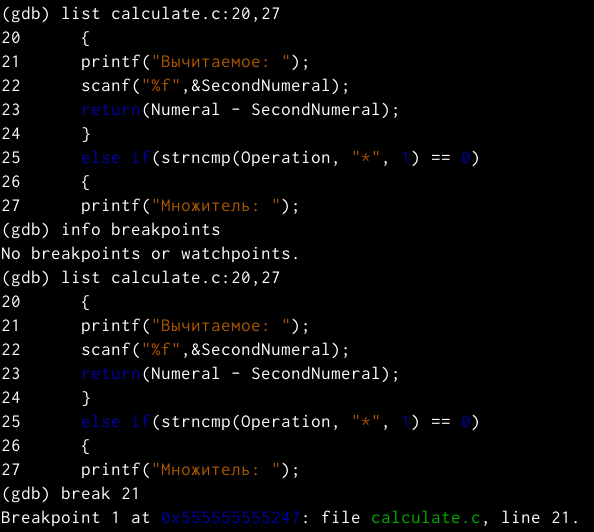 (gdb) list calculate.c:20,27
20      {
21      printf("Вычитаемое: ");
22      scanf("%f",&SecondNumeral);
23      return(Numeral - SecondNumeral);
24      }
25      else if(strncmp(Operation, "*", 1) == 0)
26      {
27      printf("Множитель: ");
(gdb) info breakpoints
No breakpoints or watchpoints.
(gdb) list calculate.c:20,27
20      {
21      printf("Вычитаемое: ");
22      scanf("%f",&SecondNumeral);
23      return(Numeral - SecondNumeral);
24      }
25      else if(strncmp(Operation, "*", 1) == 0)
26      {
27      printf("Множитель: ");
(gdb) break 21
Breakpoint 1 at 0x555555555247: file calculate.c, line 21.